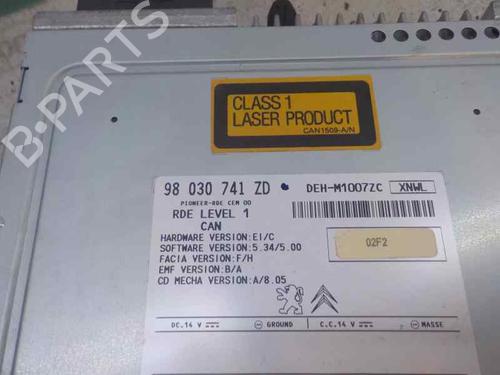 B-PARTS
CLASS 1
LASER PRODUCT
CAN1509-A/N
98 030 741 ZD
DEH-M1007ZC XNWL
PIONEER-RDE CEM 00
RDE LEVEL 1
CAN
HARDWARE VERSION:EI/C
SOFTWARE VERSION:5.34/5.00
FACIA VERSION:F/H
EMF VERSION:B/A
CD MECHA VERSION:A/8.05
02F2
DC.14 V GROUND C.C.14 V MASSE